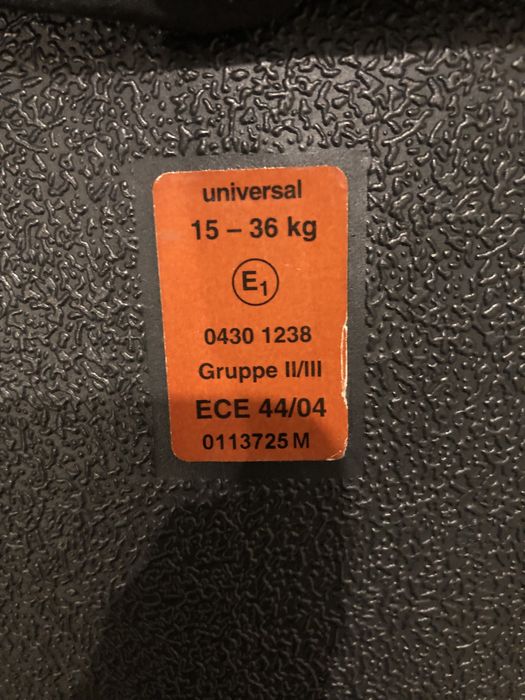 universal
15 – 36 kg
E1
0430 1238
Gruppe II/III
ECE 44/04
0113725 M